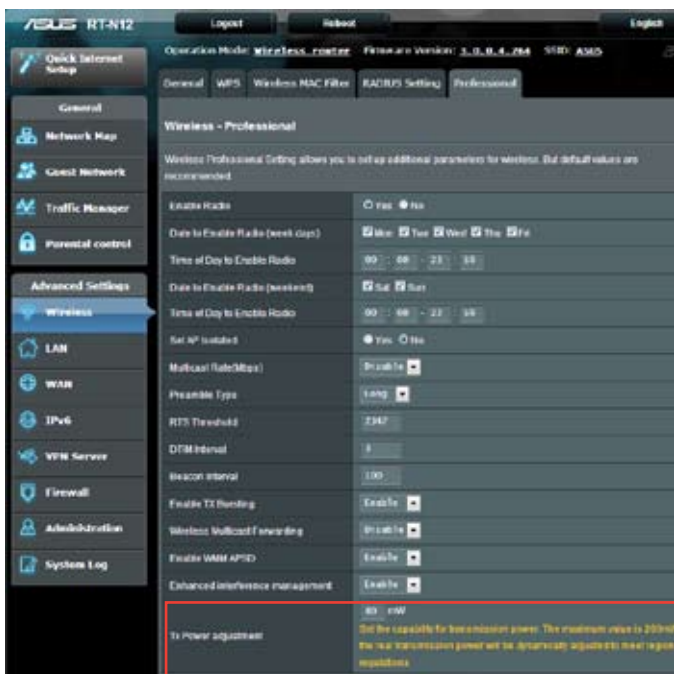 ASUS RT-N12 Logout Reboot English
Quick Internet Setup
Operation Mode: Wireless router Firmware Version: 3.0.0.4.264 SSID: ASUS
General WPS Wireless MAC Filter RADIUS Setting Professional
General
Network Map
Guest Network
Traffic Manager
Parental control
Advanced Settings
Wireless
LAN
WAN
IPv6
VPN Server
Firewall
Administration
System Log
Wireless - Professional
Wireless Professional Setting allows you to set up additional parameters for wireless. But default values are
recommended.
Enable Radio Yes No
Date to Enable Radio (week days) Mon Tue Wed Thu Fri
Time of Day to Enable Radio 00 : 00 - 23
Date to Enable Radio (weekend) Sat Sun
Time of Day to Enable Radio 00 : 00 - 23
Set AP Isolated Yes No
Multicast Rate(Mbps) Disable
Preamble Type Long
RTS Threshold 2347
DTIM Interval
Beacon Interval 100
Enable TX Bursting Enable
Wireless Multicast Forwarding Disable
Enable WMM APSD Enable
Enhanced interference management Enable
Tx Power adjustment 80 mW
Set the capability for transmission power. The maximum value is 200m
the real transmission power will be dynamically adjusted to meet region
regulations